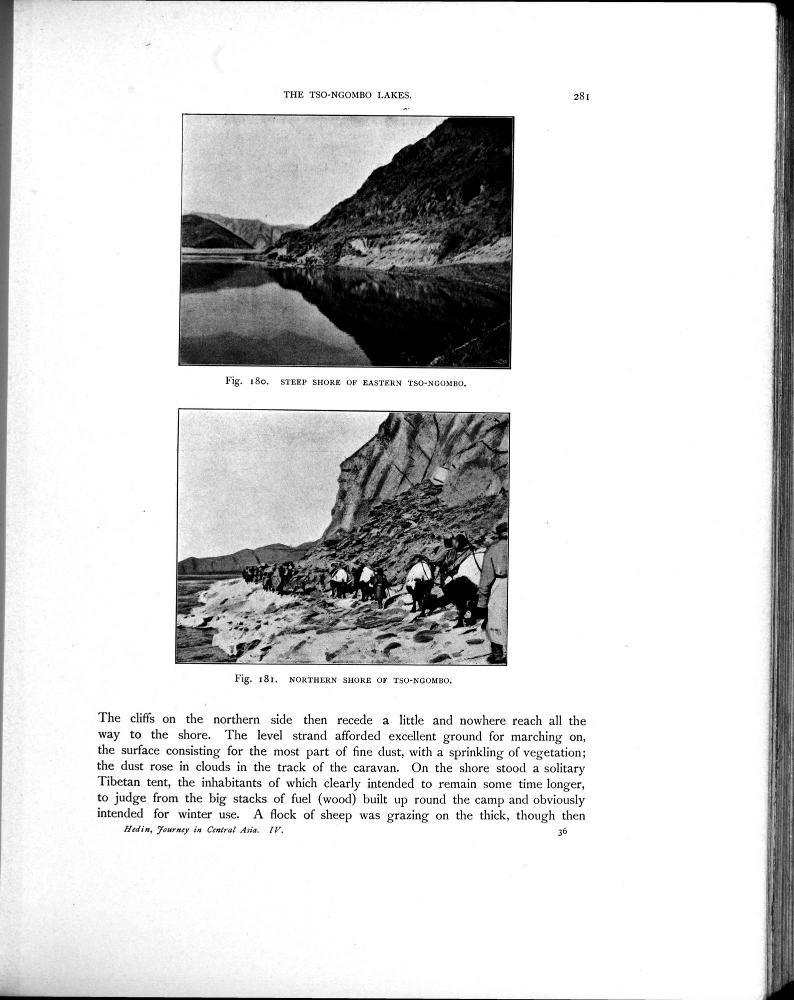 THE TSO-NGOMBO LAKES. 281
Fig. 180. STEEP SHORE OF EASTERN TSO-NGOMBO.
Fig. 181. NORTHERN SHORE OF TSO-NGOMBO.
The cliffs on the northern side then recede a little and nowhere reach all the
way to the shore. The level strand afforded excellent ground for marching on,
the surface consisting for the most part of fine dust, with a sprinkling of vegetation;
the dust rose in clouds in the track of the caravan. On the shore stood a solitary
Tibetan tent, the inhabitants of which clearly intended to remain some time longer,
to judge from the big stacks of fuel (wood) built up round the camp and obviously
intended for winter use. A flock of sheep was grazing on the thick, though then
Hedin, Journey in Central Asia. IV. 36